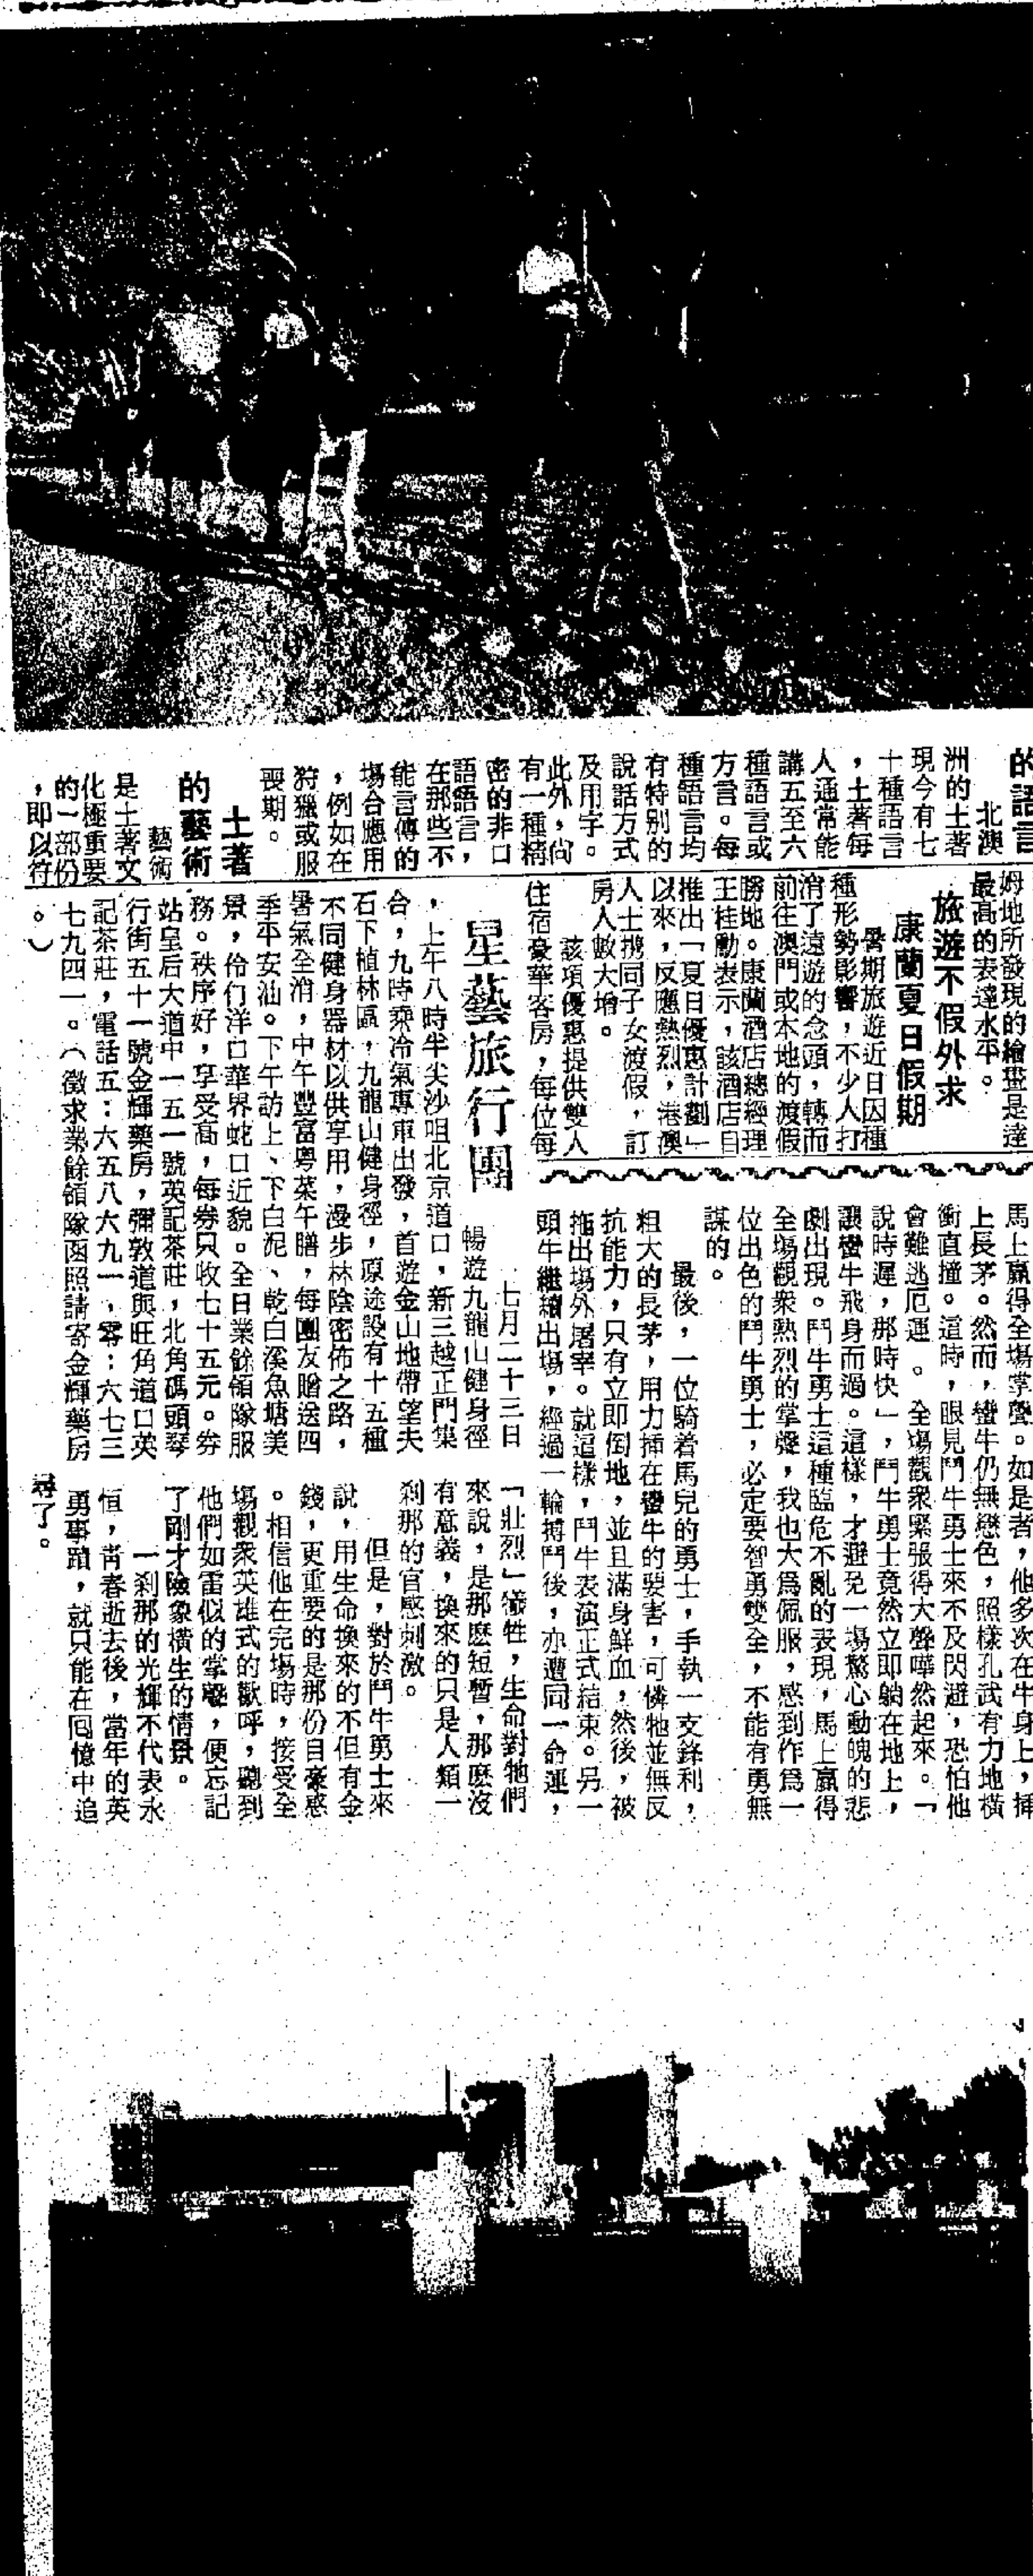 的語言
北澳
洲的土著
現今有七
十種語言
，土著每
人通常能
講五至六
種語言或
方言。每
種語言均
有特別的
說話方式
及用字。
此外，尙
有一種精
密的非口
語語言，
在那些不
能言傳的
場合應用
，例如在
狩獵或服
喪期。
土著
的藝術
藝術
是土著文
化極重要
的一部份
，即以符
姆地所發現的繪畫是達
最高的表達水平。
旅遊不假外求
康蘭夏日假期
暑期旅遊近日因種
種形勢影響，不少人打
消了遠遊的念頭，轉而
前往澳門或本地的渡假
勝地。康蘭酒店總經理
王桂勳表示，該酒店自
推出「夏日優惠計劃」
以來，反應熱烈，港澳
人士携同子女渡假，訂
房人數大增。
該項優惠提供雙人
住宿豪華客房，每位每
星藝旅行團
暢遊九龍山健身徑
七月二十三日
，上午八時半尖沙咀北京道口，新三越正門集
合，九時乘冷氣專車出發，首遊金山地帶望夫
石下植林區，九龍山健身徑，原途設有十五種
不同健身器材以供享用，漫步林陰密佈之路，
暑氣全消，中午豐富粵菜午膳，每團友贈送四
季平安油。下午訪上、下白泥、乾白溪魚塘美
景，伶仃洋口華界蛇口近貌。全日業餘領隊服
務。秩序好，享受高，每券只收七十五元。券
站皇后大道中一五一號英記茶莊，北角碼頭琴
行街五十一號金輝藥房，彌敦道與旺角道口英
記茶莊，電話五：六五八六九一，零：六七三
七九四一。（徵求業餘領隊函照請寄金輝藥房
。）
馬上贏得全場掌聲。如是者，他多次在牛身上，插
上長茅。然而，蠻牛仍無戀色，照樣孔武有力地橫
衝直撞。這時，眼見鬥牛勇士來不及閃避，恐怕他
會難逃厄運。全場觀衆緊張得大聲嘩然起來。「
說時遲，那時快」，鬥牛勇士竟然立即躺在地上，
讓蠻牛飛身而過。這樣，才避免一場驚心動魄的悲
劇出現。鬥牛勇士這種臨危不亂的表現，馬上贏得
全場觀衆熱烈的掌聲，我也大爲佩服，感到作爲一
位出色的鬥牛勇士，必定要智勇雙全，不能有勇無
謀的。
最後，一位騎着馬兒的勇士，手執一支鋒利，
粗大的長茅，用力插在蠻牛的要害，可憐牠並無反
抗能力，只有立即倒地，並且滿身鮮血，然後，被
拖出場外屠宰。就這樣，鬥牛表演正式結束。另一
頭牛繼續出場，經過一輪搏鬥後，亦遭同一命運，
「壯烈」犧牲，生命對牠們
來說，是那麽短暫，那麽沒
有意義，換來的只是人類一
刹那的官感刺激。
但是，對於鬥牛勇士來
說，用生命換來的不但有金
錢，更重要的是那份自豪感
。相信他在完場時，接受全
場觀衆英雄式的歡呼，聽到
他們如雷似的掌聲，便忘記
了剛才險象橫生的情景。
一刹那的光輝不代表永
恒，靑春逝去後，當年的英
勇事蹟，就只能在回憶中追
尋了。